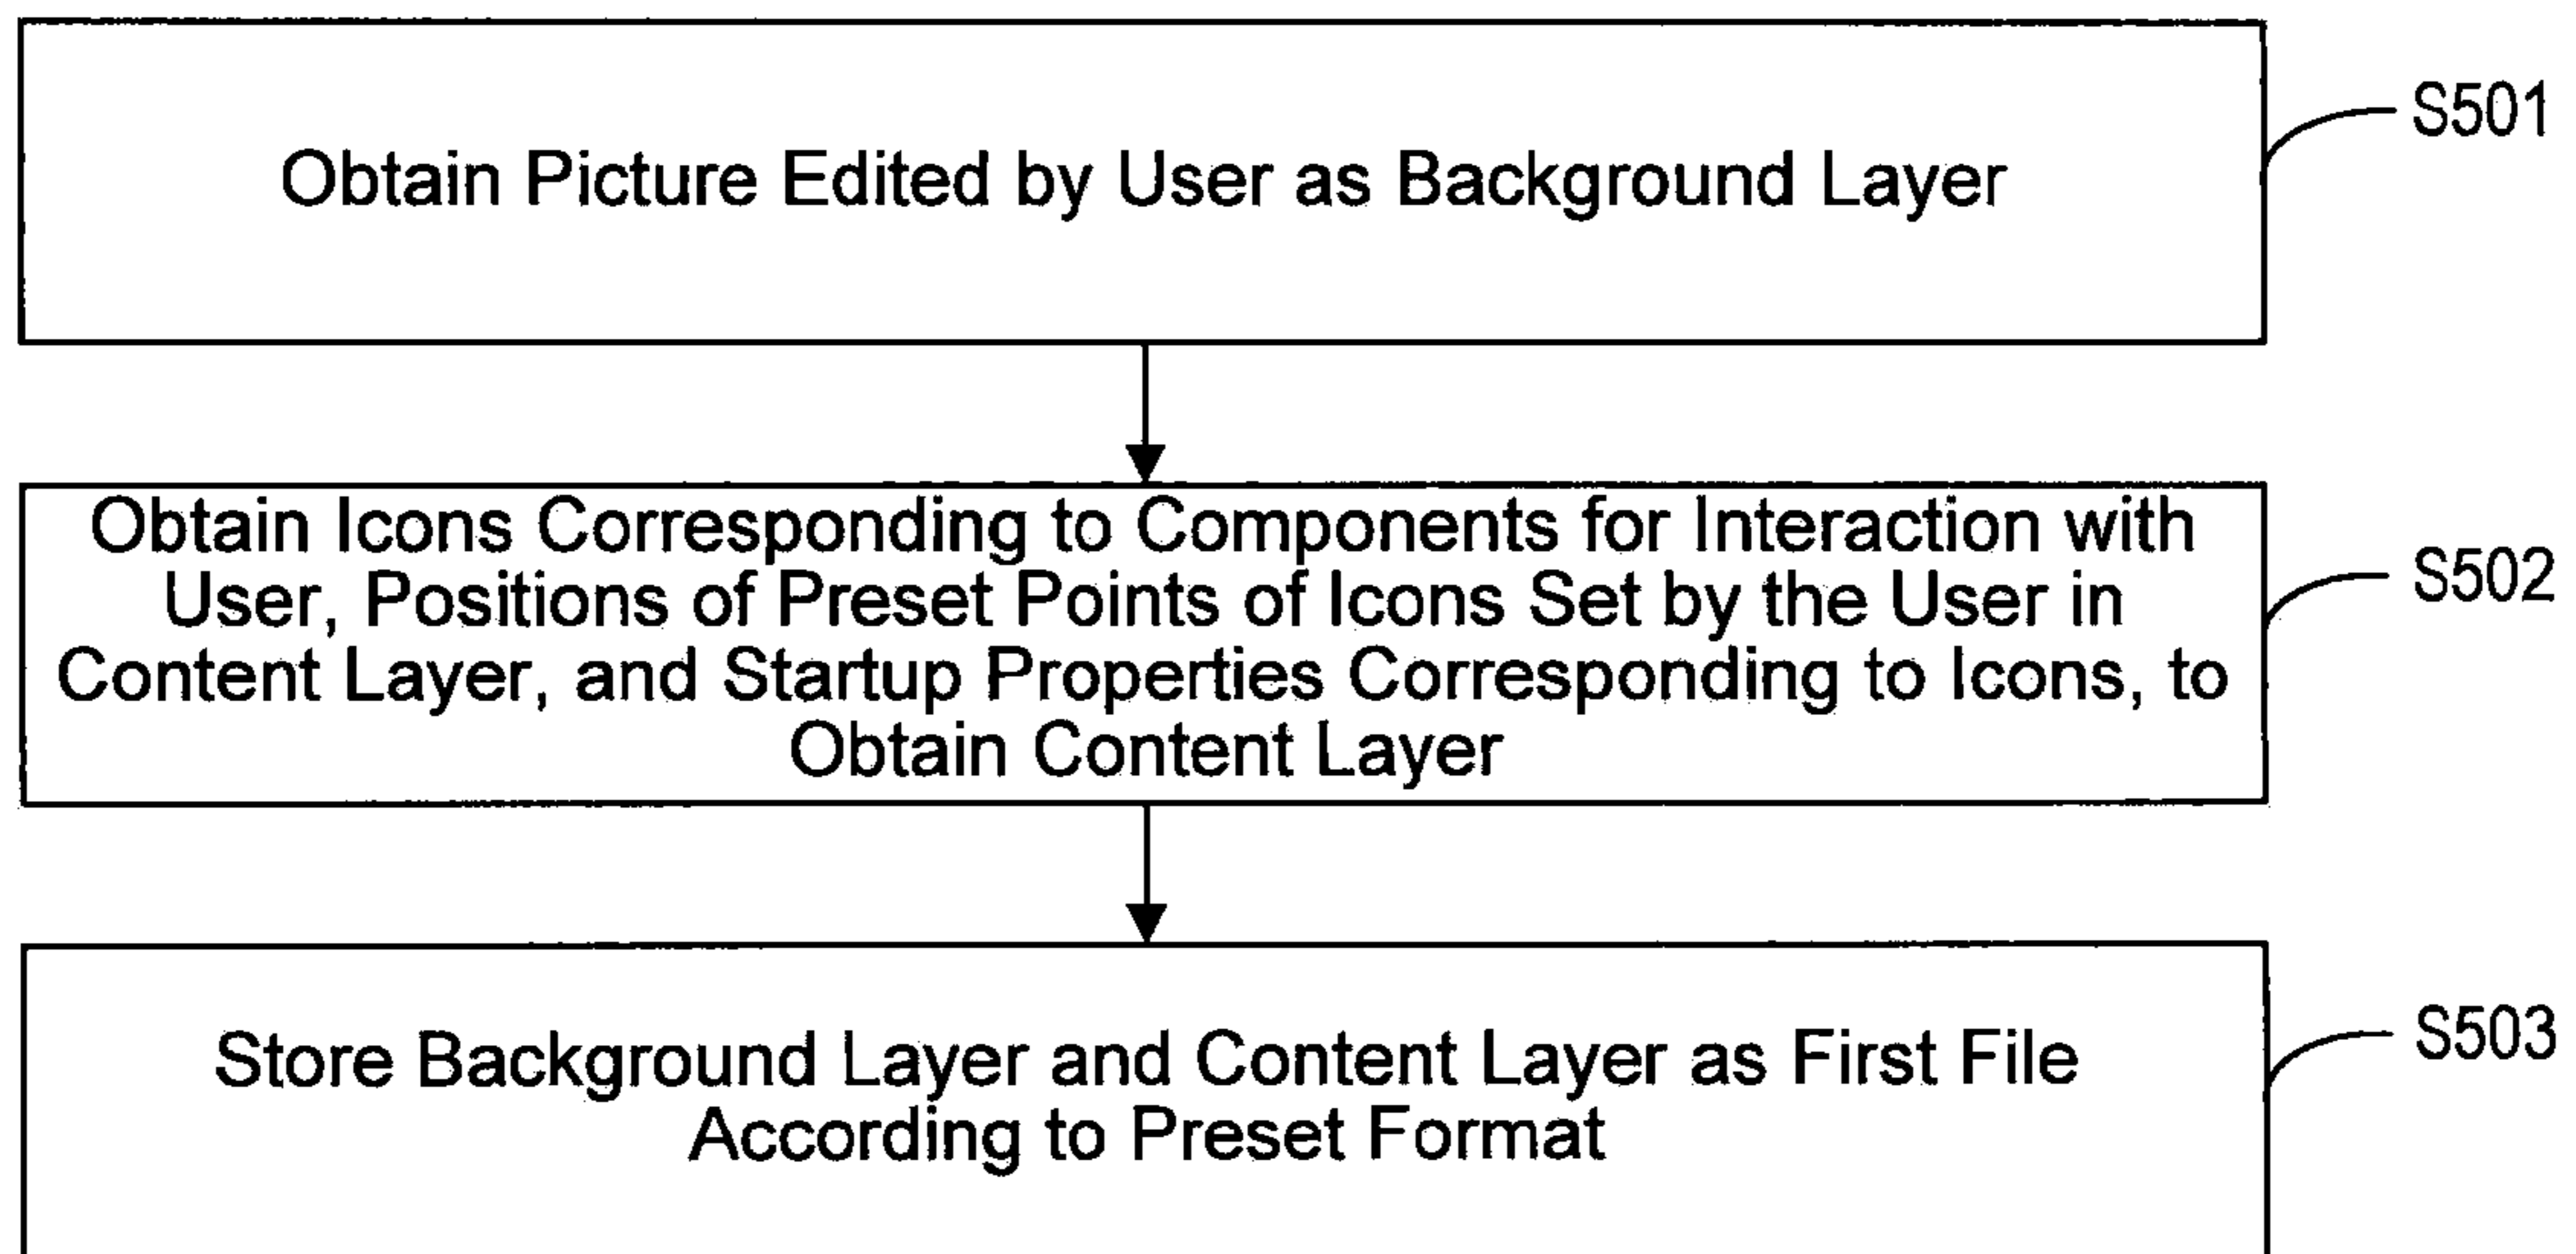 Obtain Picture Edited by User as Background Layer
S501
Obtain Icons Corresponding to Components for Interaction with
User, Positions of Preset Points of Icons Set by the User in
Content Layer, and Startup Properties Corresponding to Icons, to
Obtain Content Layer
S502
Store Background Layer and Content Layer as First File
According to Preset Format
S503